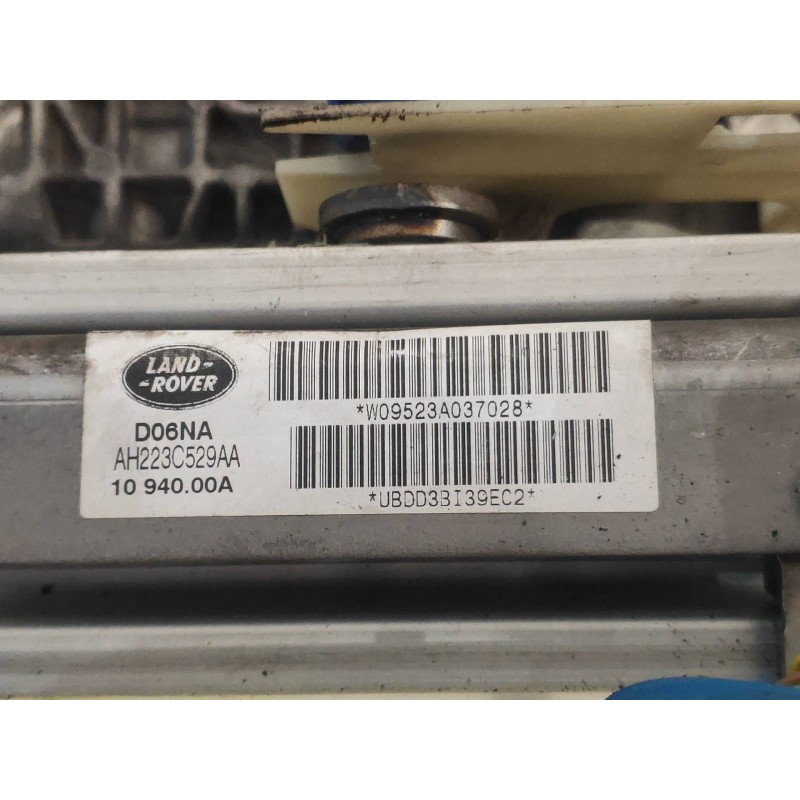 LAND-
-ROVER
D06NA
AH223C529AA
10 940.00A
*W09523A037028*
*UBDD3BI39EC2*